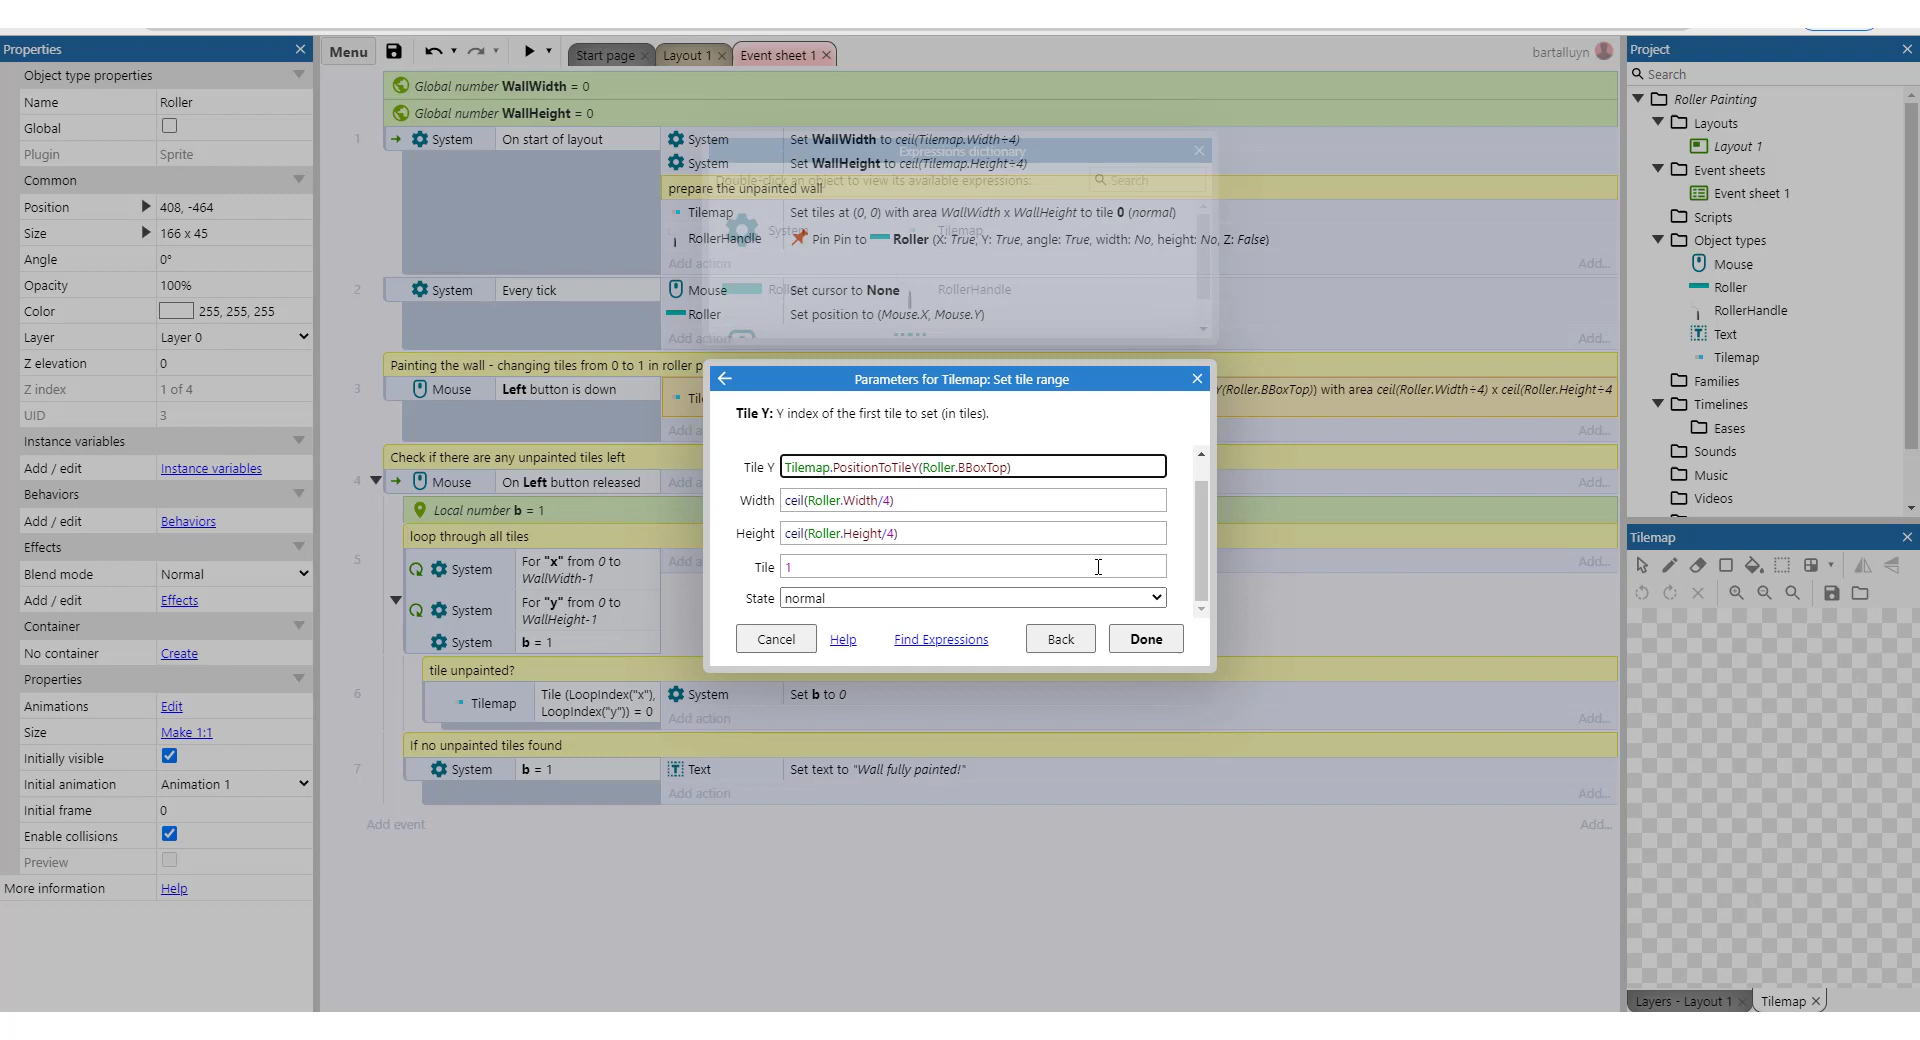 Properties
Object type properties
Name Roller
Global
Plugin Sprite
Common
Position 408, -464
Size 166 x 45
Angle 0°
Opacity 100%
Color 255, 255, 255
Layer Layer 0
Z elevation 0
Z index 1 of 4
UID 3
Instance variables
Add / edit Instance variables
Behaviors
Add / edit Behaviors
Effects
Blend mode Normal
Add / edit Effects
Container
No container Create
Properties
Animations Edit
Size Make 1:1
Initially visible
Initial animation Animation 1
Initial frame 0
Enable collisions
Preview
More information Help
Menu
Start page
Layout 1
Event sheet 1
bartalluyn
Global number WallWidth = 0
Global number WallHeight = 0
1 System On start of layout System Set WallWidth to ceil(Tilemap.Width÷4)
System Set WallHeight to ceil(Tilemap.Height÷4)
prepare the unpainted wall
Tilemap Set tiles at (0, 0) with area WallWidth x WallHeight to tile 0 (normal)
RollerHandle Pin Pin to Roller (X: True, Y: True, angle: True, width: No, height: No, Z: False)
Add action Add...
2 System Every tick Mouse Set cursor to None
Roller Set position to (Mouse.X, Mouse.Y)
Add action Add...
Expressions dictionary
Double-click an object to view its available expressions:
Search
System
Tilemap
RollerHandle
Painting the wall - changing tiles from 0 to 1 in roller p
3 Mouse Left button is down Til Y(Roller.BBoxTop)) with area ceil(Roller.Width÷4) x ceil(Roller.Height÷4
Add a Add...
Check if there are any unpainted tiles left
4 Mouse On Left button released Add a Add...
Local number b = 1
loop through all tiles
5 System For "x" from 0 to
WallWidth-1
Add...
System For "y" from 0 to
WallHeight-1
System b = 1
tile unpainted?
6 Tilemap Tile (LoopIndex("x"),
LoopIndex("y")) = 0
System Set b to 0
Add action Add...
If no unpainted tiles found
7 System b = 1 Text Set text to "Wall fully painted!"
Add action Add...
Add event Add...
Parameters for Tilemap: Set tile range
Tile Y: Y index of the first tile to set (in tiles).
Tile Y Tilemap.PositionToTileY(Roller.BBoxTop)
Width ceil(Roller.Width/4)
Height ceil(Roller.Height/4)
Tile 1
State normal
Cancel Help Find Expressions Back Done
Project
Search
Roller Painting
Layouts
Layout 1
Event sheets
Event sheet 1
Scripts
Object types
Mouse
Roller
RollerHandle
Text
Tilemap
Families
Timelines
Eases
Sounds
Music
Videos
Tilemap
Layers - Layout 1
Tilemap